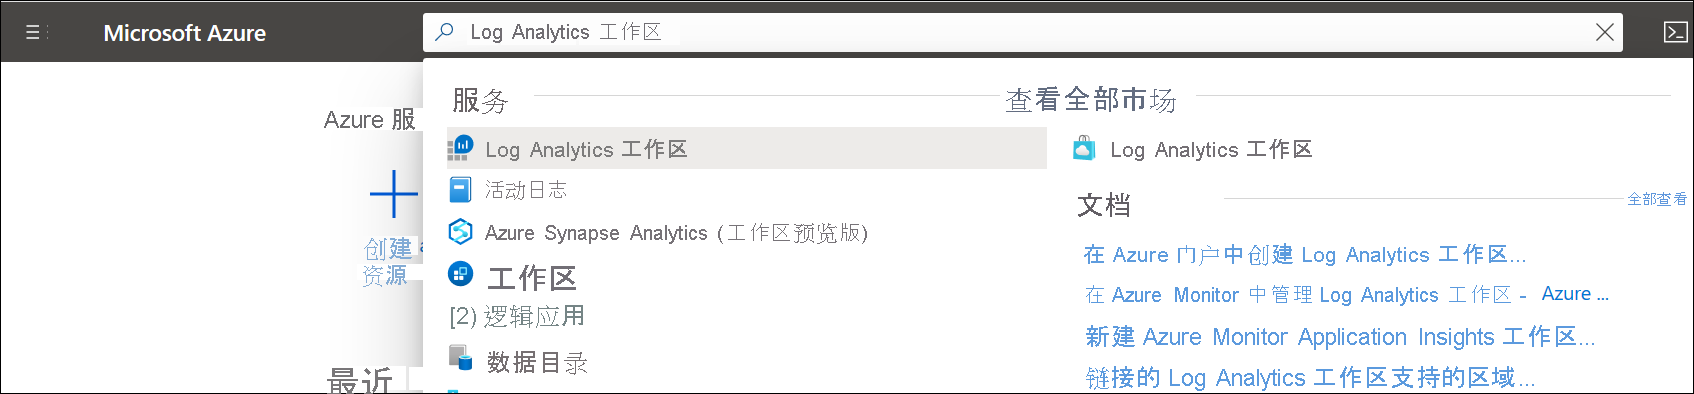 Microsoft Azure
Log Analytics 工作区
Azure 服
创建
资源
最近
服务
Log Analytics 工作区
活动日志
Azure Synapse Analytics (工作区预览版)
工作区
[2) 逻辑应用
数据目录
查看全部市场
Log Analytics 工作区
文档
全部查看
在 Azure 门户中创建 Log Analytics 工作区...
在 Azure Monitor 中管理 Log Analytics 工作区 - Azure ...
新建 Azure Monitor Application Insights 工作区...
链接的 Log Analytics 工作区支持的区域...